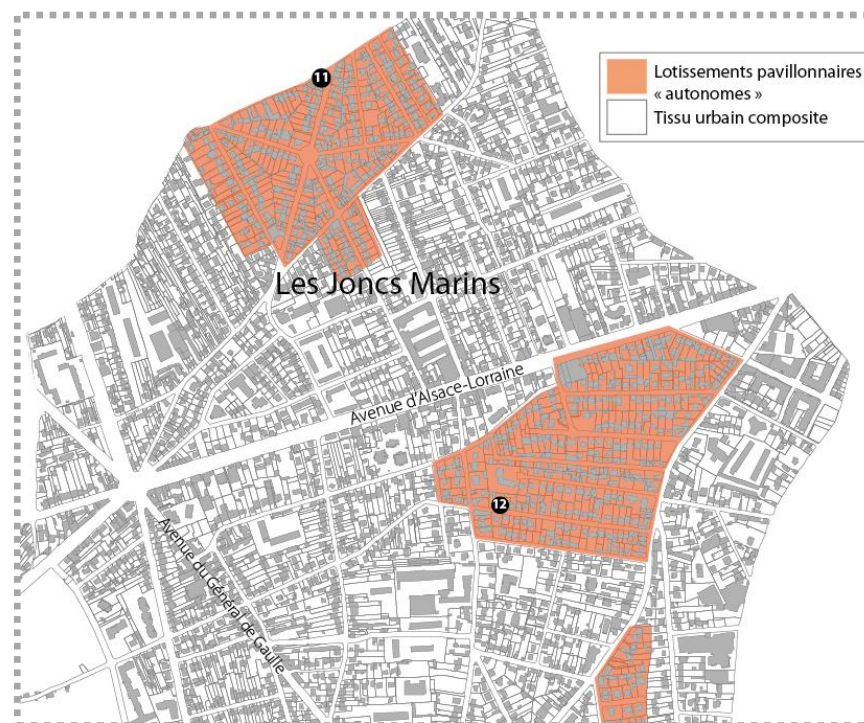 11
Lotissements pavillonnaires
« autonomes »
Tissu urbain composite
Les Joncs Marins
Avenue d'Alsace-Lorraine
12
Avenue du Général de Gaulle